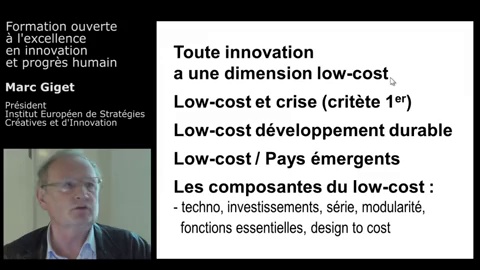 Formation ouverte
à l'excellence
en innovation
et progrès humain
Marc Giget
Président
Institut Européen de Stratégies
Créatives et d'Innovation
Toute innovation
a une dimension low-cost
Low-cost et crise (critète 1er)
Low-cost développement durable
Low-cost / Pays émergents
Les composantes du low-cost :
- techno, investissements, série, modularité,
fonctions essentielles, design to cost